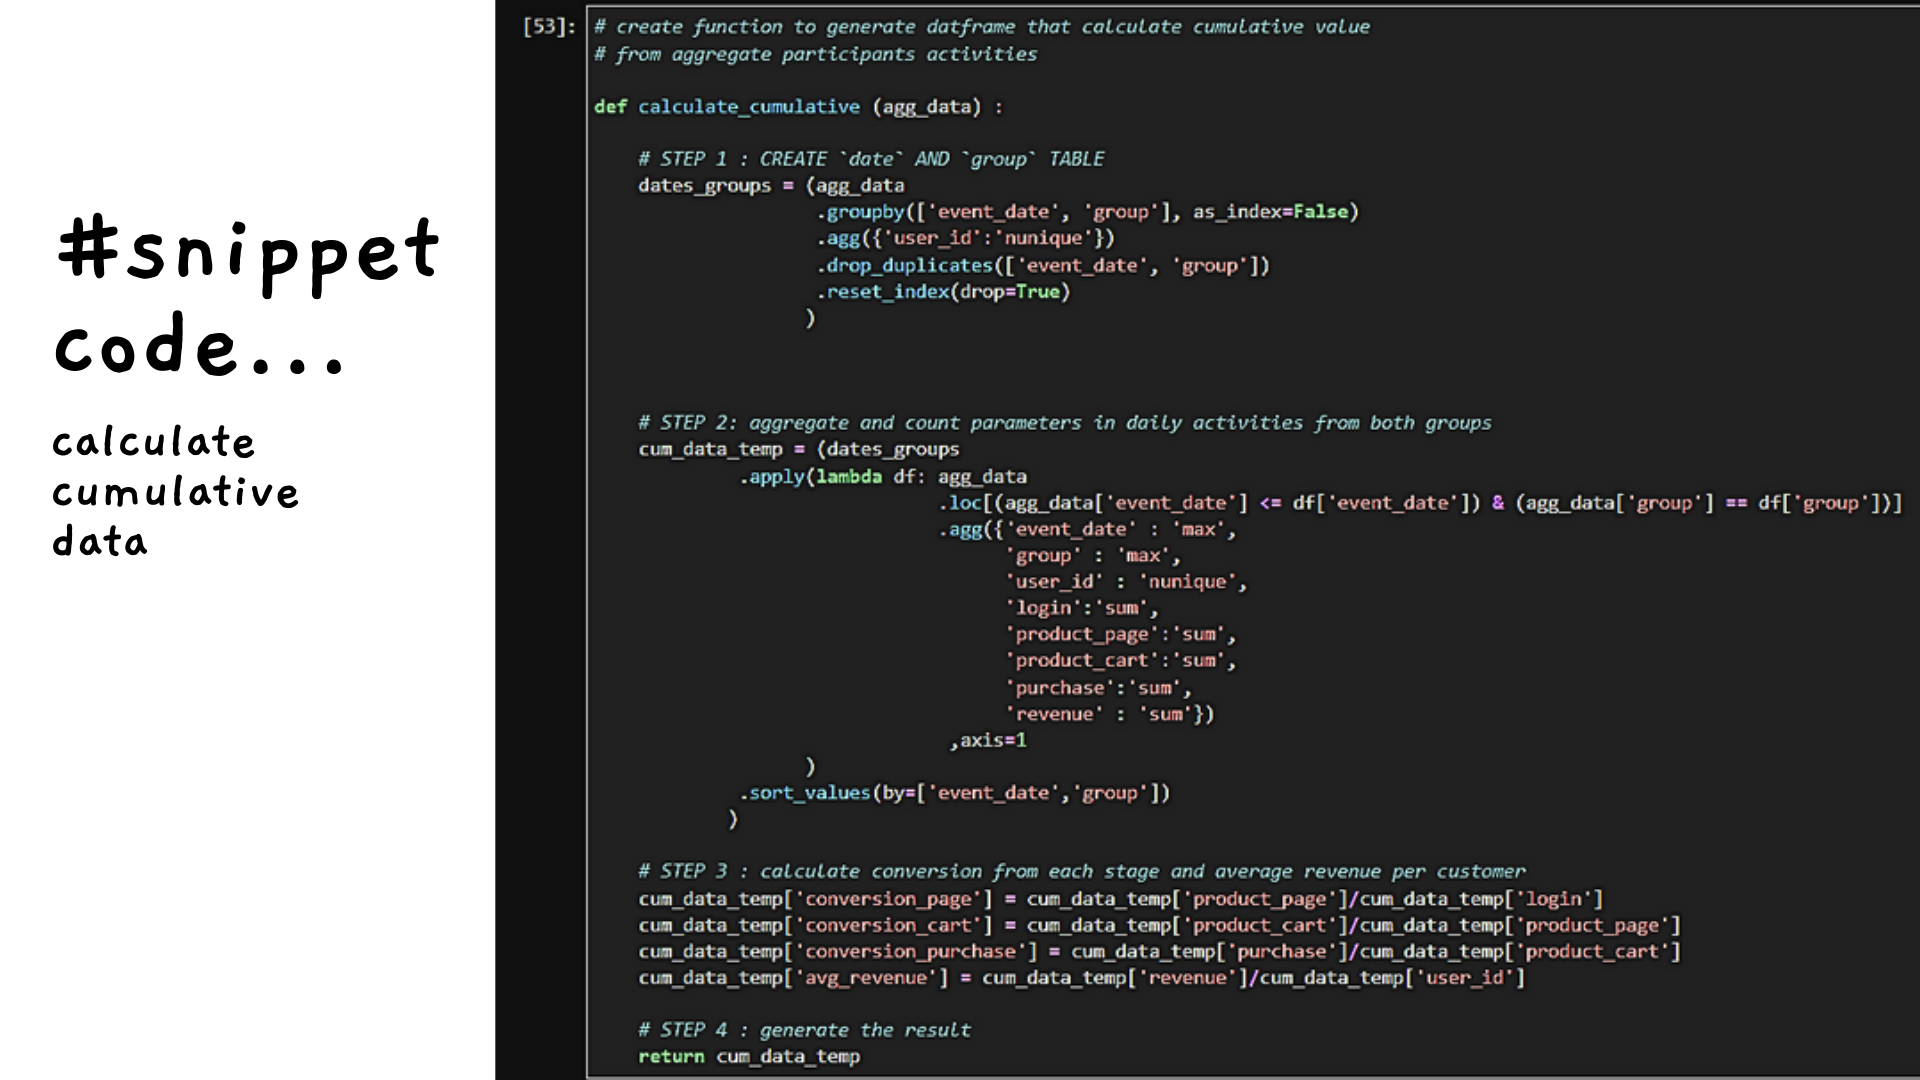 #snippet
code...
calculate
cumulative
data
[53]:
# create function to generate datframe that calculate cumulative value
# from aggregate participants activities
def calculate_cumulative (agg_data) :
# STEP 1 : CREATE `date` AND `group` TABLE
dates_groups = (agg_data
.groupby(['event_date', 'group'], as_index=False)
.agg({'user_id':'nunique'})
.drop_duplicates(['event_date', 'group'])
.reset_index(drop=True)
)
# STEP 2: aggregate and count parameters in daily activities from both groups
cum_data_temp = (dates_groups
.apply(lambda df: agg_data
.loc[(agg_data['event_date'] <= df['event_date']) & (agg_data['group'] == df['group'])]
.agg({'event_date' : 'max',
'group' : 'max',
'user_id' : 'nunique',
'login':'sum',
'product_page':'sum',
'product_cart':'sum',
'purchase':'sum',
'revenue' : 'sum'})
,axis=1
)
.sort_values(by=['event_date','group'])
)
# STEP 3 : calculate conversion from each stage and average revenue per customer
cum_data_temp['conversion_page'] = cum_data_temp['product_page']/cum_data_temp['login']
cum_data_temp['conversion_cart'] = cum_data_temp['product_cart']/cum_data_temp['product_page']
cum_data_temp['conversion_purchase'] = cum_data_temp['purchase']/cum_data_temp['product_cart']
cum_data_temp['avg_revenue'] = cum_data_temp['revenue']/cum_data_temp['user_id']
# STEP 4 : generate the result
return cum_data_temp